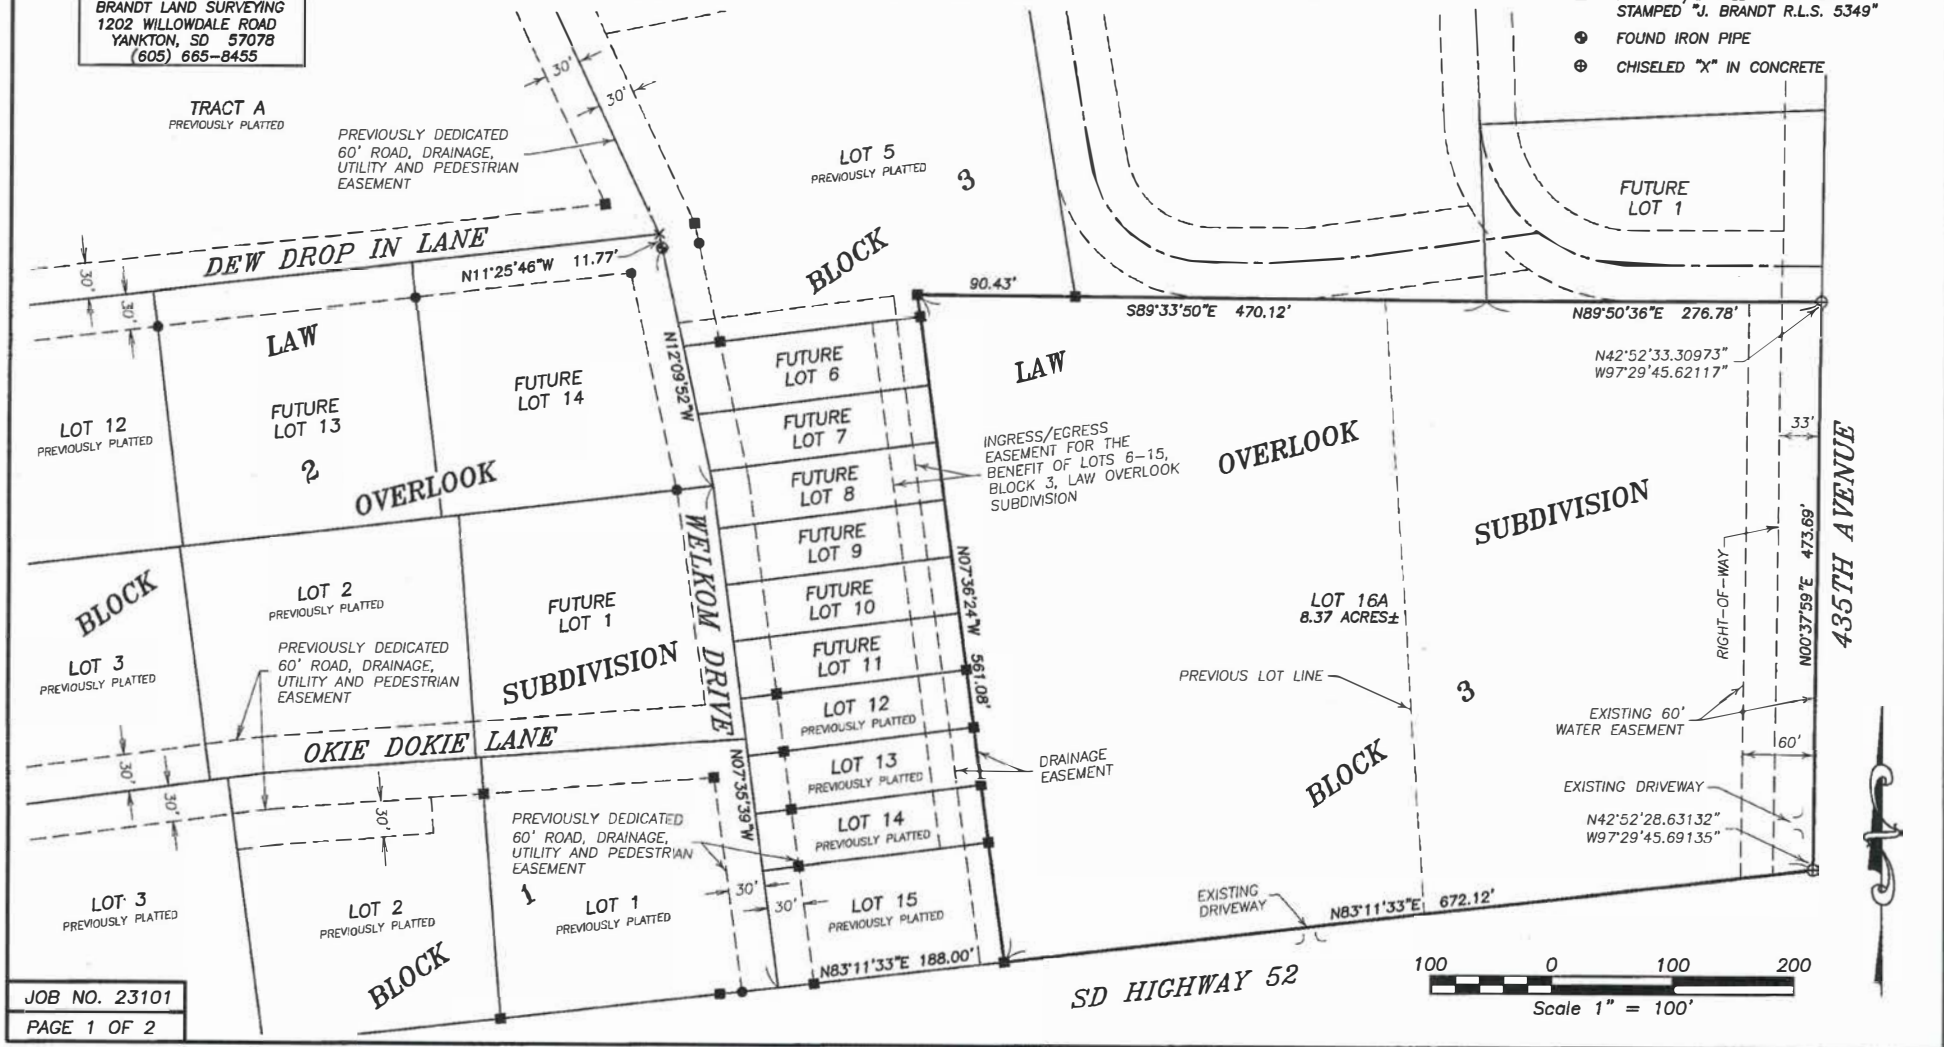 BRANDT LAND SURVEYING
1202 WILLOWDALE ROAD
YANKTON, SD 57078
(605) 665-8455
STAMPED "J. BRANDT R.L.S. 5349"
FOUND IRON PIPE
CHISELED "X" IN CONCRETE
TRACT A
PREVIOUSLY PLATTED
PREVIOUSLY DEDICATED
60' ROAD, DRAINAGE,
UTILITY AND PEDESTRIAN
EASEMENT
30'
30'
LOT 5
PREVIOUSLY PLATTED
3
BLOCK
FUTURE
LOT 1
DEW DROP IN LANE
30'
30'
N11°25'46"W 11.77'
90.43'
S89°33'50"E 470.12'
N89°50'36"E 276.78'
N42°52'33.30973"
W97°29'45.62117"
33'
LAW
FUTURE
LOT 13
FUTURE
LOT 14
LOT 12
PREVIOUSLY PLATTED
2
OVERLOOK
N12°09'52"W
FUTURE
LOT 6
FUTURE
LOT 7
FUTURE
LOT 8
FUTURE
LOT 9
FUTURE
LOT 10
FUTURE
LOT 11
LOT 12
PREVIOUSLY PLATTED
LOT 13
PREVIOUSLY PLATTED
LOT 14
PREVIOUSLY PLATTED
LOT 15
PREVIOUSLY PLATTED
LAW
INGRESS/EGRESS
EASEMENT FOR THE
BENEFIT OF LOTS 6-15,
BLOCK 3, LAW OVERLOOK
SUBDIVISION
OVERLOOK
SUBDIVISION
N07°36'24"W 561.08'
LOT 16A
8.37 ACRES±
PREVIOUS LOT LINE
3
BLOCK
RIGHT-OF-WAY
N00°37'59"E 473.69'
435TH AVENUE
EXISTING 60'
WATER EASEMENT
60'
EXISTING DRIVEWAY
N42°52'28.63132"
W97°29'45.69135"
DRAINAGE
EASEMENT
BLOCK
LOT 2
PREVIOUSLY PLATTED
FUTURE
LOT 1
LOT 3
PREVIOUSLY PLATTED
PREVIOUSLY DEDICATED
60' ROAD, DRAINAGE,
UTILITY AND PEDESTRIAN
EASEMENT
SUBDIVISION
WELKOM DRIVE
OKIE DOKIE LANE
30'
30'
30'
N07°35'39"W
PREVIOUSLY DEDICATED
60' ROAD, DRAINAGE,
UTILITY AND PEDESTRIAN
EASEMENT
30'
30'
1
LOT 3
PREVIOUSLY PLATTED
LOT 2
PREVIOUSLY PLATTED
LOT 1
PREVIOUSLY PLATTED
BLOCK
N83°11'33"E 188.00'
EXISTING
DRIVEWAY
N83°11'33"E 672.12'
SD HIGHWAY 52
100 0 100 200
Scale 1" = 100'
JOB NO. 23101
PAGE 1 OF 2